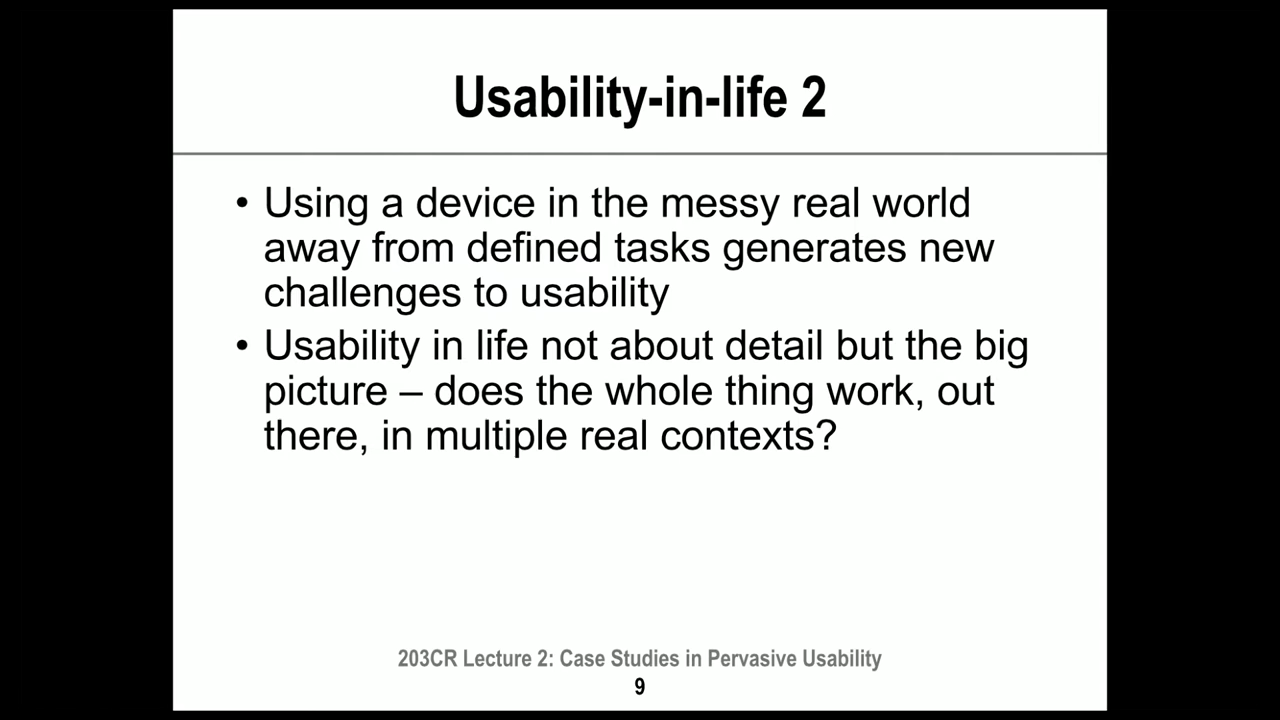 Usability-in-life 2
• Using a device in the messy real world
away from defined tasks generates new
challenges to usability
• Usability in life not about detail but the big
picture – does the whole thing work, out
there, in multiple real contexts?
203CR Lecture 2: Case Studies in Pervasive Usability
9